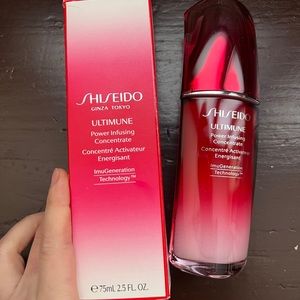 SHISEIDO
GINZA TOKYO
ULTIMUNE
Power Infusing
Concentrate
Concentré Activateur
Energisant
ImuGeneration
Technology™
℮75mL 2.5 FL. OZ.
SHISEIDO
ULTIMUNE
Power Infusing
Concentrate
Concentré Activateur
Energisant
ImuGeneration
Technology™